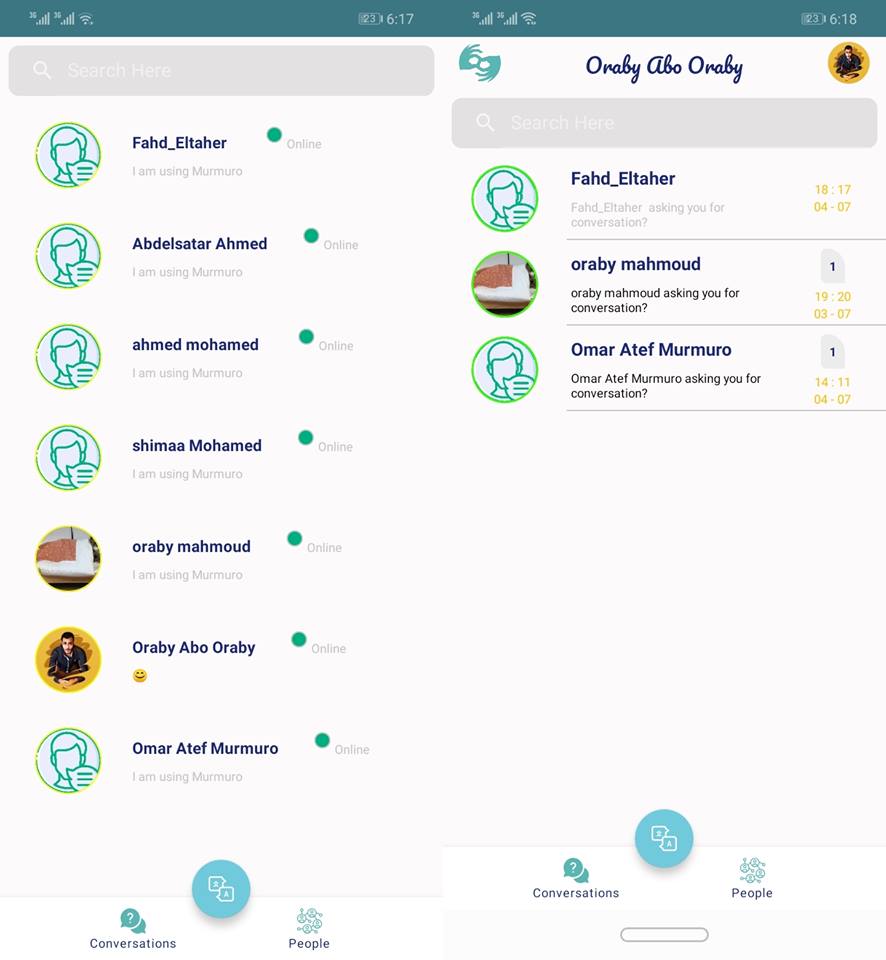 3G 3G 23 6:17
Search Here
Fahd_Eltaher Online
I am using Murmuro
Abdelsatar Ahmed Online
I am using Murmuro
ahmed mohamed Online
I am using Murmuro
shimaa Mohamed Online
I am using Murmuro
oraby mahmoud Online
I am using Murmuro
Oraby Abo Oraby Online
😊
Omar Atef Murmuro Online
I am using Murmuro
A
?
Conversations People
3G 3G 23 6:18
Oraby Abo Oraby
Search Here
Fahd_Eltaher
18 : 17
Fahd_Eltaher asking you for
conversation?
04 - 07
oraby mahmoud 1
oraby mahmoud asking you for
conversation?
19 : 20
03 - 07
Omar Atef Murmuro 1
Omar Atef Murmuro asking you for
conversation?
14 : 11
04 - 07
A
?
Conversations People